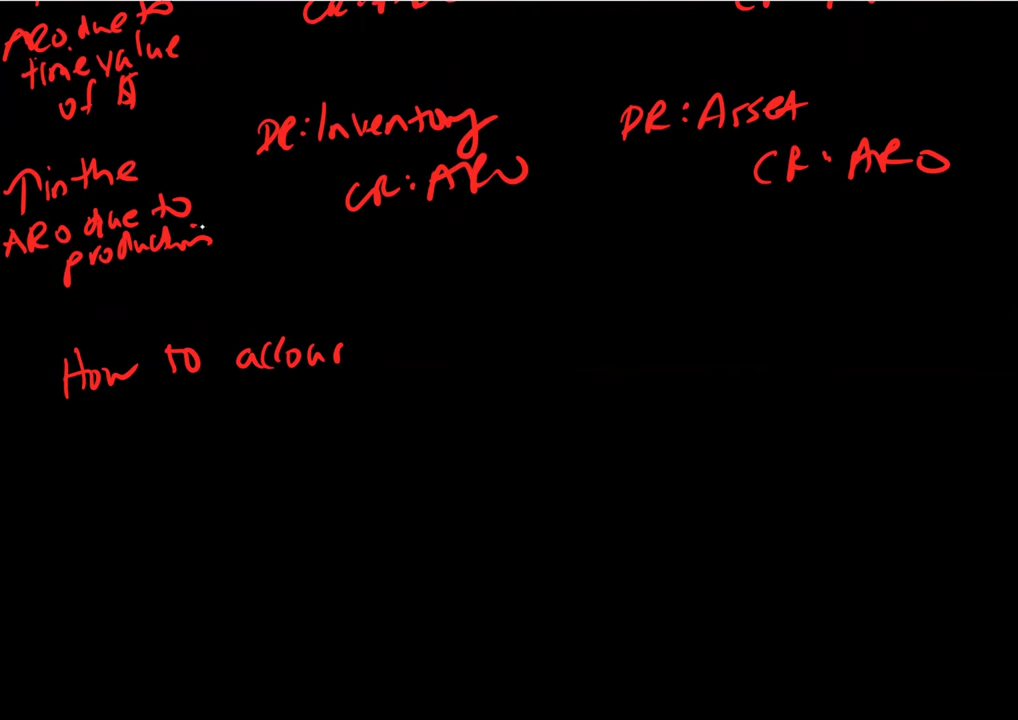 ARO due to
time value
of $
DR: Inventory
CR: ARO
DR: Asset
CR: ARO
↑ in the
ARO due to
production
How to accour